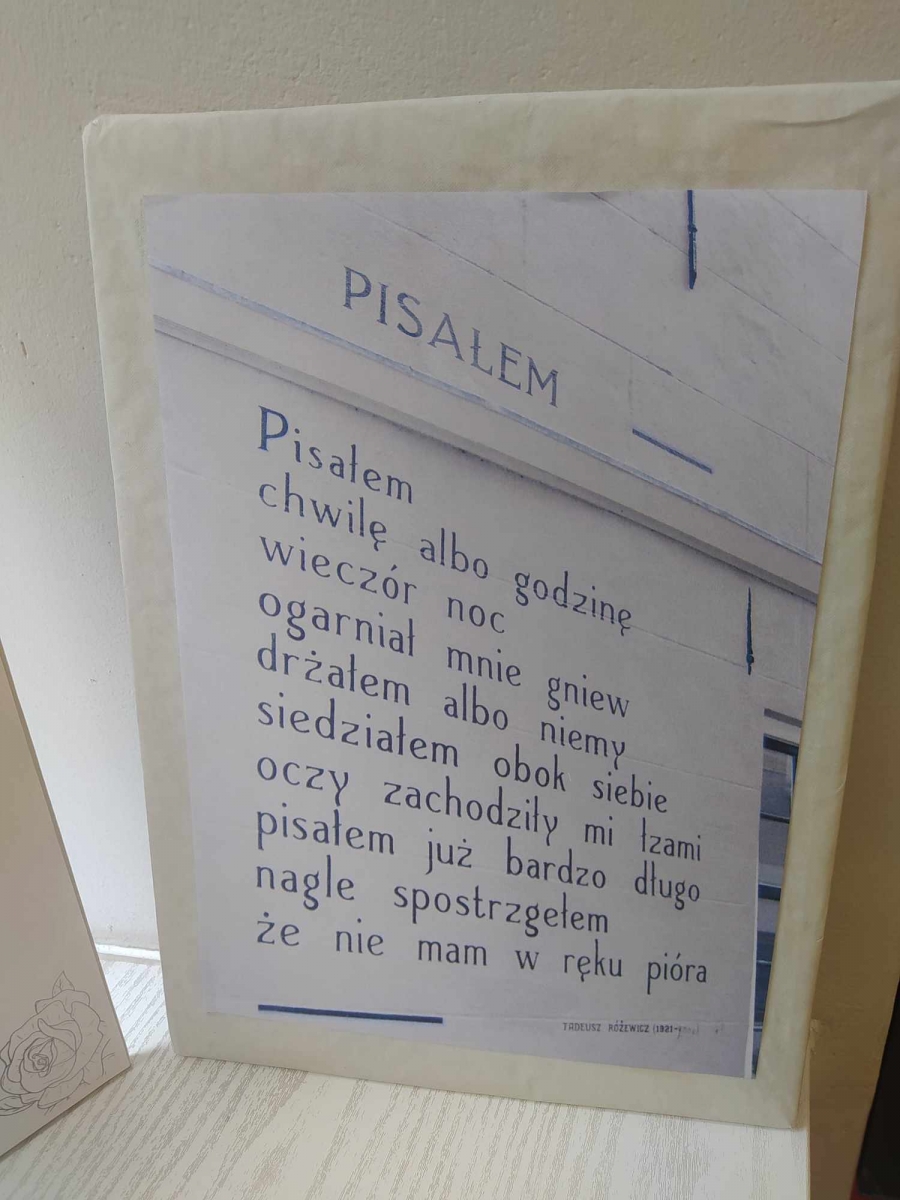 PISAŁEM
Pisałem
chwilę albo godzinę
wieczór noc
ogarniał mnie gniew
drżałem albo niemy
siedziałem obok siebie
oczy zachodziły mi łzami
pisałem już bardzo długo
nagle spostrzgełem
że nie mam w ręku pióra
TADEUSZ RÓŻEWICZ (1921-